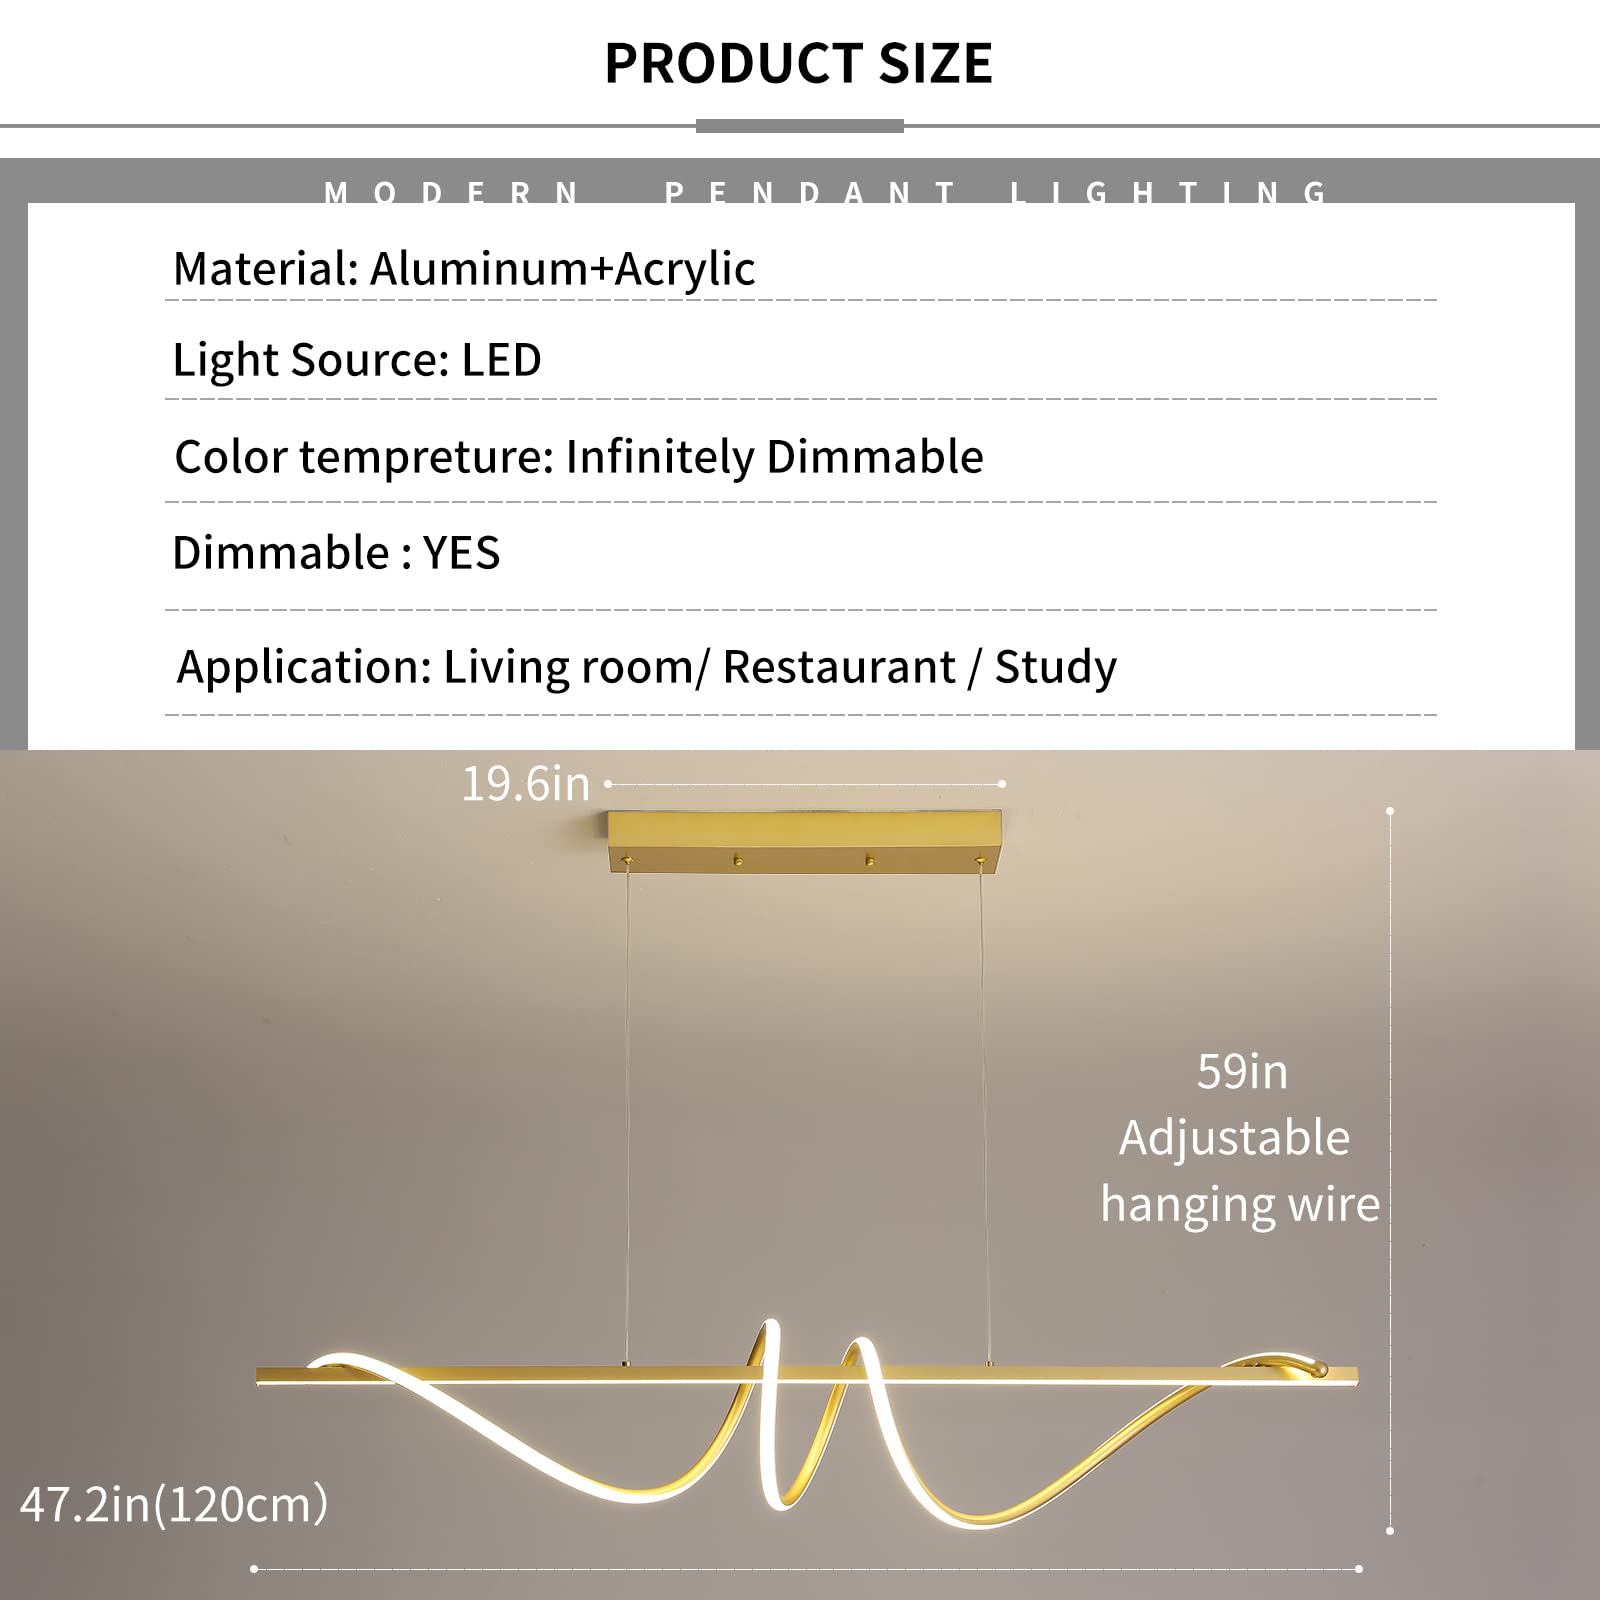 PRODUCT SIZE
MODERN PENDANT LIGHTING
Material: Aluminum+Acrylic
Light Source: LED
Color tempreture: Infinitely Dimmable
Dimmable : YES
Application: Living room/ Restaurant / Study
19.6in
59in
Adjustable
hanging wire
47.2in(120cm)